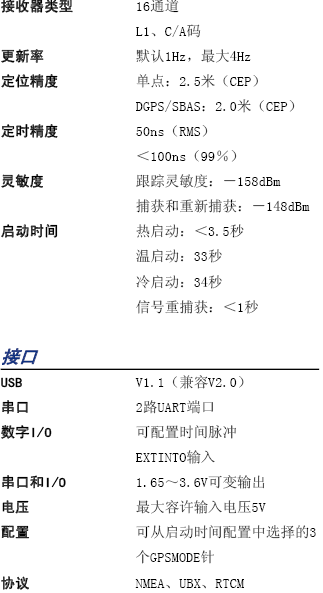 接收器类型 16通道
L1、C/A码
更新率 默认1Hz，最大4Hz
定位精度 单点：2.5米（CEP）
DGPS/SBAS：2.0米（CEP）
定时精度 50ns（RMS）
＜100ns（99％）
灵敏度 跟踪灵敏度：－158dBm
捕获和重新捕获：－148dBm
启动时间 热启动：＜3.5秒
温启动：33秒
冷启动：34秒
信号重捕获：＜1秒
接口
USB V1.1（兼容V2.0）
串口 2路UART端口
数字I/O 可配置时间脉冲
EXTINT0输入
串口和I/O 1.65～3.6V可变输出
电压 最大容许输入电压5V
配置 可从启动时间配置中选择的3
个GPSMODE针
协议 NMEA、UBX、RTCM